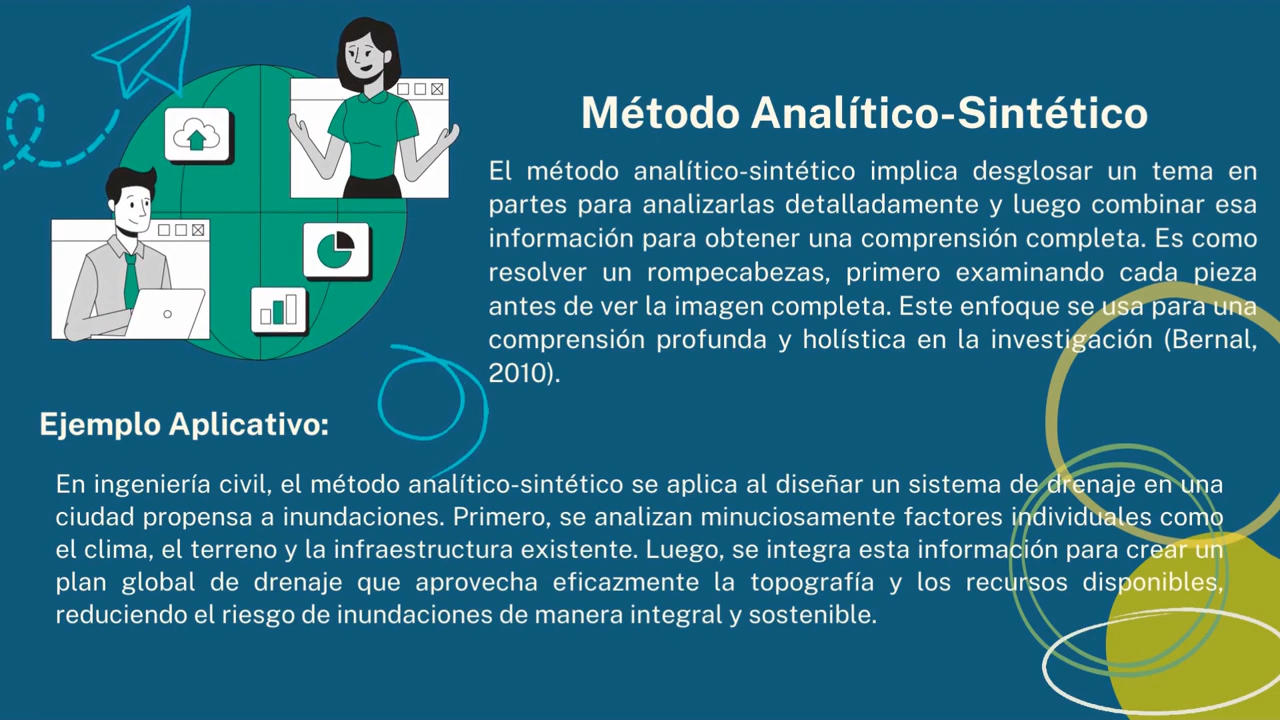 Método Analítico-Sintético
El método analítico-sintético implica desglosar un tema en
partes para analizarlas detalladamente y luego combinar esa
información para obtener una comprensión completa. Es como
resolver un rompecabezas, primero examinando cada pieza
antes de ver la imagen completa. Este enfoque se usa para una
comprensión profunda y holística en la investigación (Bernal,
2010).
Ejemplo Aplicativo:
En ingeniería civil, el método analítico-sintético se aplica al diseñar un sistema de drenaje en una
ciudad propensa a inundaciones. Primero, se analizan minuciosamente factores individuales como
el clima, el terreno y la infraestructura existente. Luego, se integra esta información para crear un
plan global de drenaje que aprovecha eficazmente la topografía y los recursos disponibles,
reduciendo el riesgo de inundaciones de manera integral y sostenible.